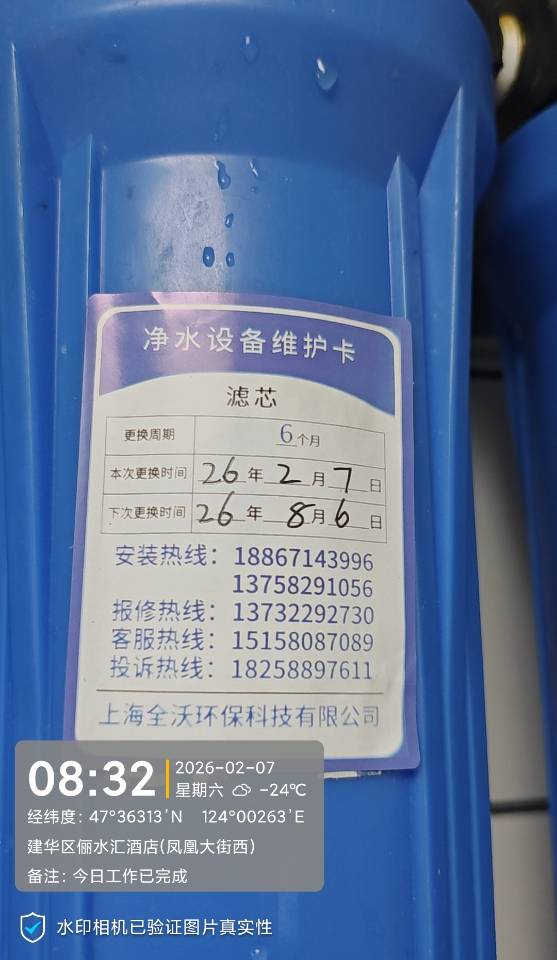 净水设备维护卡
滤芯
更换周期 6个月
本次更换时间 26年2月7日
下次更换时间 26年8月6日
安装热线：18867143996
13758291056
报修热线：13732292730
客服热线：15158087089
投诉热线：18258897611
上海全沃环保科技有限公司
08:32 2026-02-07
星期六 -24℃
经纬度：47°36313'N 124°00263'E
建华区俪水汇酒店(凤凰大街西)
备注：今日工作已完成
水印相机已验证图片真实性